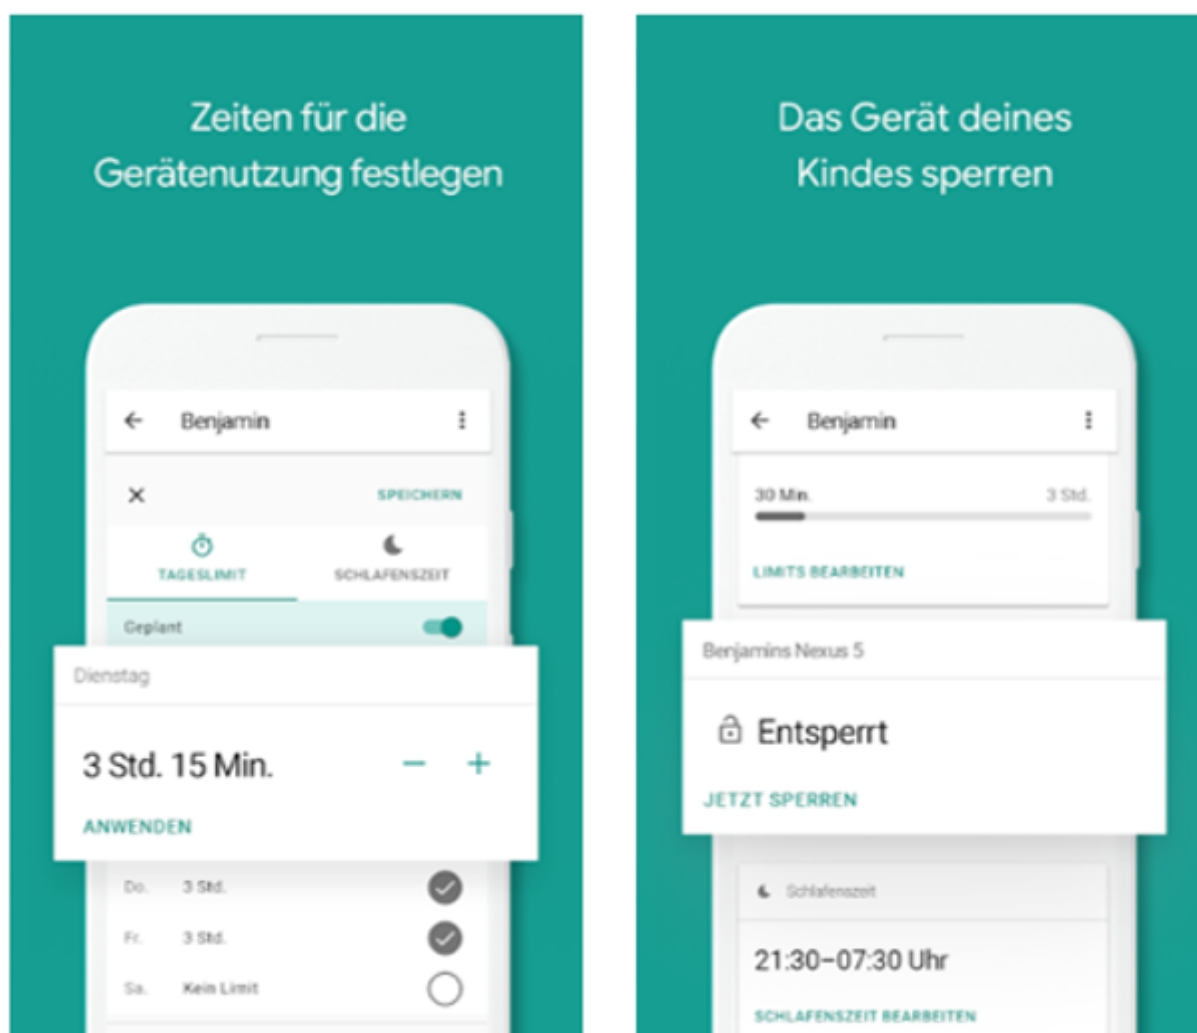 Zeiten für die
Gerätenutzung festlegen
Benjamin
SPEICHERN
TAGESLIMIT
SCHLAFENSZEIT
Geplant
Dienstag
3 Std. 15 Min.
ANWENDEN
Do. 3 Std.
Fr. 3 Std.
Sa. Kein Limit
Das Gerät deines
Kindes sperren
Benjamin
30 Min. 3 Std.
LIMITS BEARBEITEN
Benjamins Nexus 5
Entsperrt
JETZT SPERREN
Schlafenszeit
21:30–07:30 Uhr
SCHLAFENSZEIT BEARBEITEN